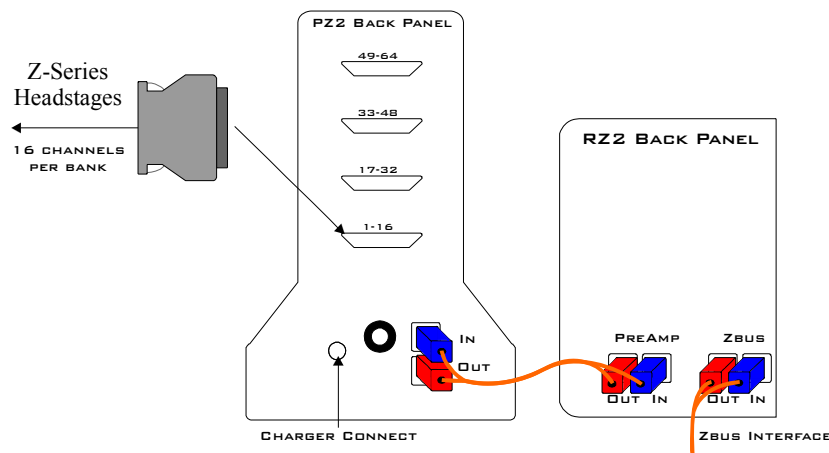 PZ2 Back Panel
49-64
Z-Series
Headstages
33-48
16 channels
per bank
RZ2 Back Panel
17-32
1-16
In
Out
PreAmp
Zbus
Out In
Out In
Charger Connect
Zbus Interface